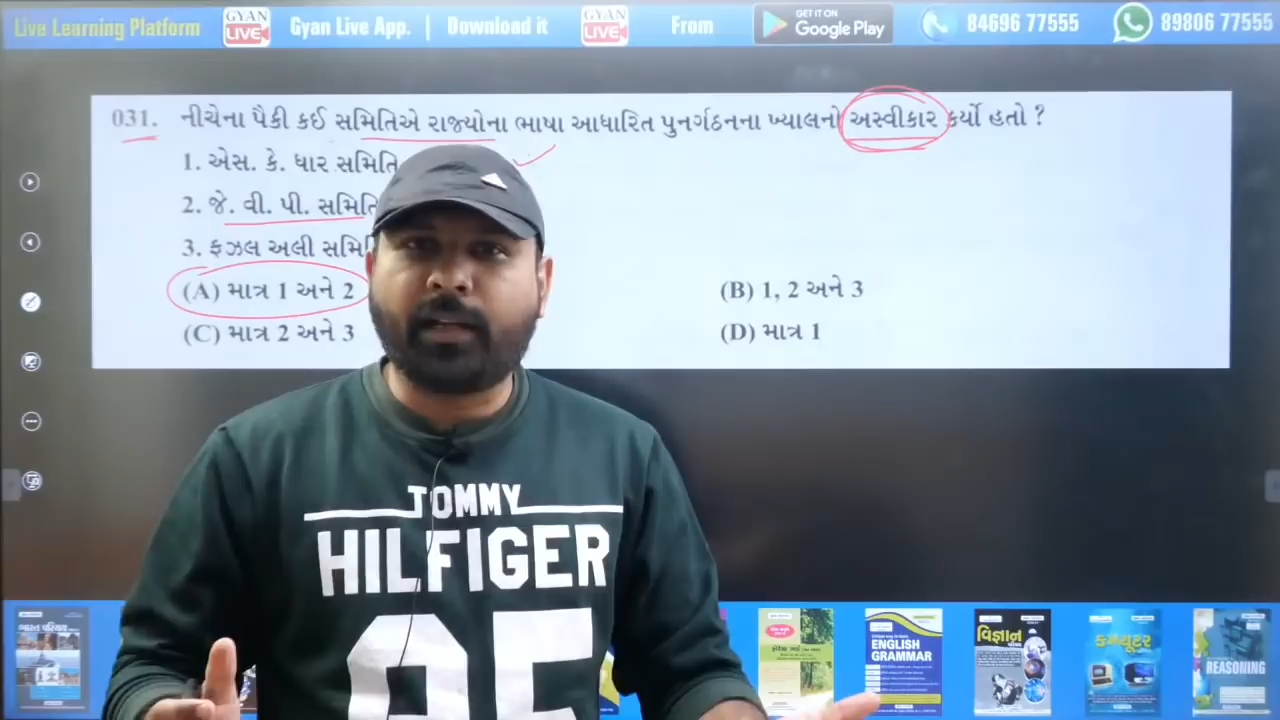 Live Learning Platform
GYAN LIVE
Gyan Live App. | Download it
GYAN LIVE
From
GET IT ON
Google Play
84696 77555
89806 77555
031. નીચેના પૈકી કઈ સમિતિએ રાજ્યોના ભાષા આધારિત પુનર્ગઠનના ખ્યાલનો અસ્વીકાર કર્યો હતો ?
1. એસ. કે. ધાર સમિતિ
2. જે. વી. પી. સમિતિ
3. ફઝલ અલી સમિ
(A) માત્ર 1 અને 2
(B) 1, 2 અને 3
(C) માત્ર 2 અને 3
(D) માત્ર 1
TOMMY
HILFIGER
ભારત પરિચય
ENGLISH
GRAMMAR
વિજ્ઞાન
કમ્પ્યુટર
REASONING